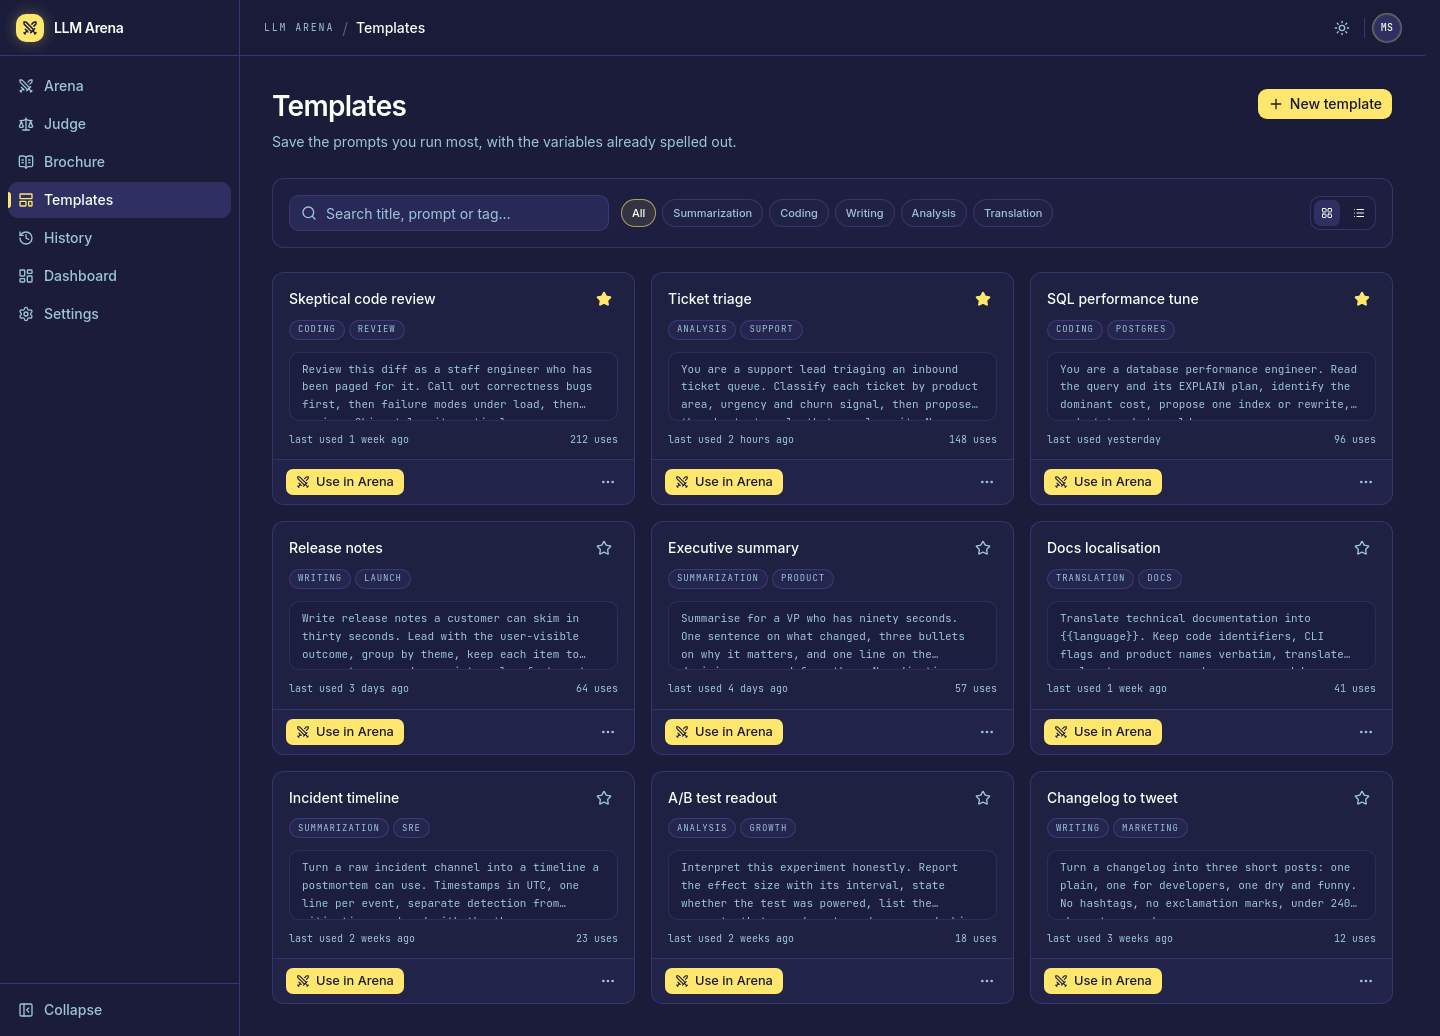 LLM Arena
LLM ARENA / Templates
MS
Arena
Judge
Brochure
Templates
History
Dashboard
Settings
Collapse
Templates
New template
Save the prompts you run most, with the variables already spelled out.
Search title, prompt or tag...
All
Summarization
Coding
Writing
Analysis
Translation
Skeptical code review
CODING
REVIEW
Review this diff as a staff engineer who has
been paged for it. Call out correctness bugs
first, then failure modes under load, then…
last used 1 week ago
212 uses
Use in Arena
Ticket triage
ANALYSIS
SUPPORT
You are a support lead triaging an inbound
ticket queue. Classify each ticket by product
area, urgency and churn signal, then propose…
last used 2 hours ago
148 uses
Use in Arena
SQL performance tune
CODING
POSTGRES
You are a database performance engineer. Read
the query and its EXPLAIN plan, identify the
dominant cost, propose one index or rewrite,…
last used yesterday
96 uses
Use in Arena
Release notes
WRITING
LAUNCH
Write release notes a customer can skim in
thirty seconds. Lead with the user-visible
outcome, group by theme, keep each item to…
last used 3 days ago
64 uses
Use in Arena
Executive summary
SUMMARIZATION
PRODUCT
Summarise for a VP who has ninety seconds.
One sentence on what changed, three bullets
on why it matters, and one line on the…
last used 4 days ago
57 uses
Use in Arena
Docs localisation
TRANSLATION
DOCS
Translate technical documentation into
{{language}}. Keep code identifiers, CLI
flags and product names verbatim, translate…
last used 1 week ago
41 uses
Use in Arena
Incident timeline
SUMMARIZATION
SRE
Turn a raw incident channel into a timeline a
postmortem can use. Timestamps in UTC, one
line per event, separate detection from…
last used 2 weeks ago
23 uses
Use in Arena
A/B test readout
ANALYSIS
GROWTH
Interpret this experiment honestly. Report
the effect size with its interval, state
whether the test was powered, list the…
last used 2 weeks ago
18 uses
Use in Arena
Changelog to tweet
WRITING
MARKETING
Turn a changelog into three short posts: one
plain, one for developers, one dry and funny.
No hashtags, no exclamation marks, under 240…
last used 3 weeks ago
12 uses
Use in Arena